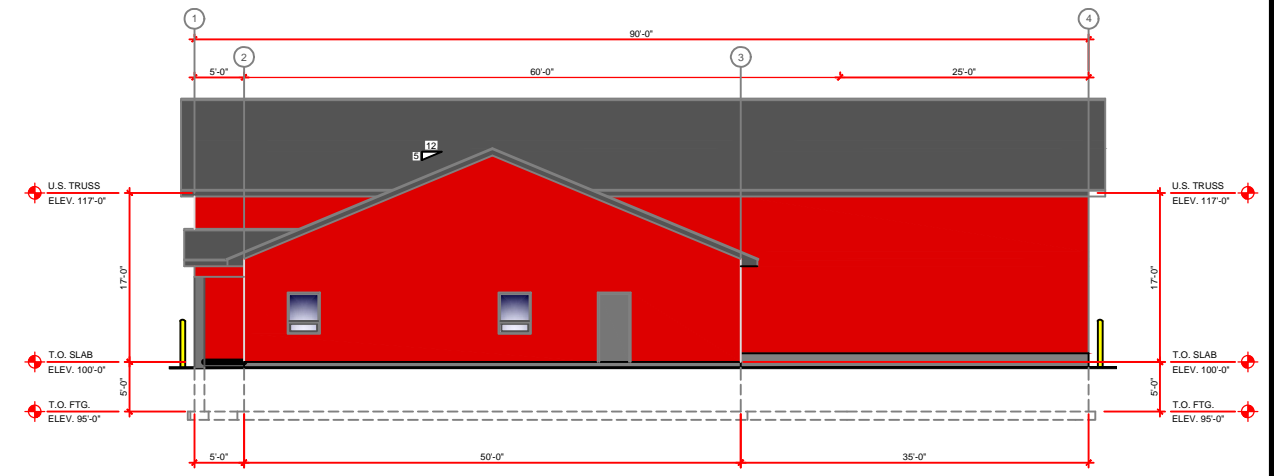 1
4
90'-0"
2
3
5'-0"
60'-0"
25'-0"
12
5
U.S. TRUSS
ELEV. 117'-0"
U.S. TRUSS
ELEV. 117'-0"
17'-0"
17'-0"
T.O. SLAB
ELEV. 100'-0"
T.O. SLAB
ELEV. 100'-0"
5'-0"
5'-0"
T.O. FTG.
ELEV. 95'-0"
T.O. FTG.
ELEV. 95'-0"
5'-0"
50'-0"
35'-0"